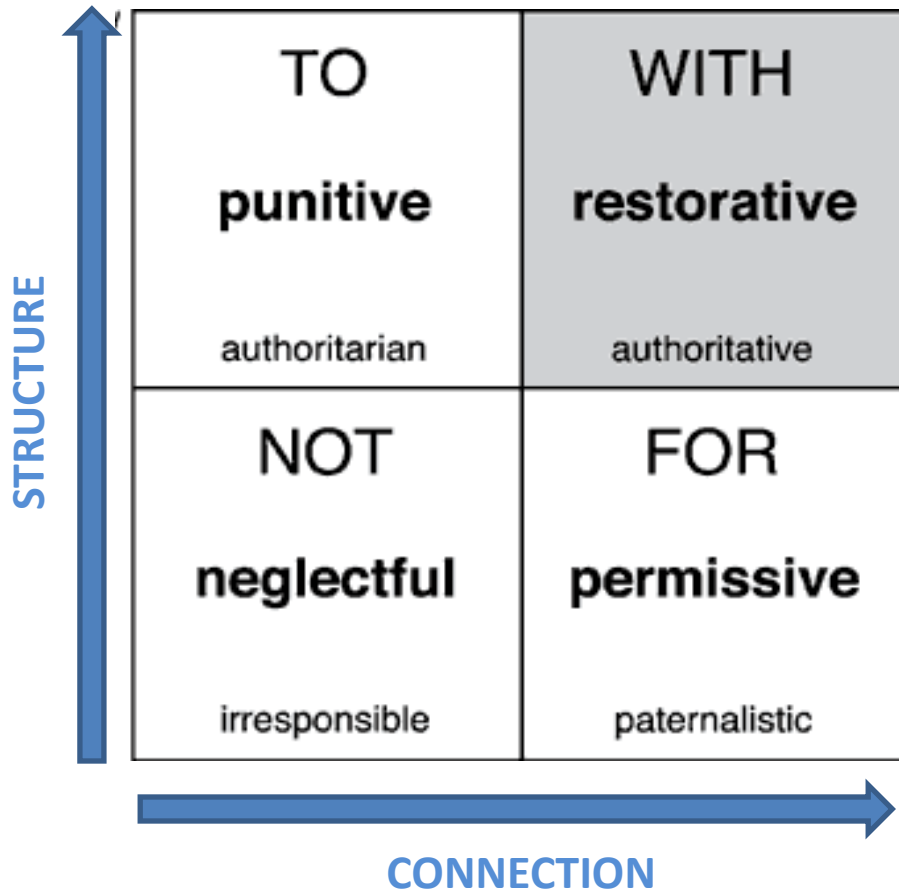 STRUCTURE
TO
punitive
authoritarian
WITH
restorative
authoritative
NOT
neglectful
irresponsible
FOR
permissive
paternalistic
CONNECTION